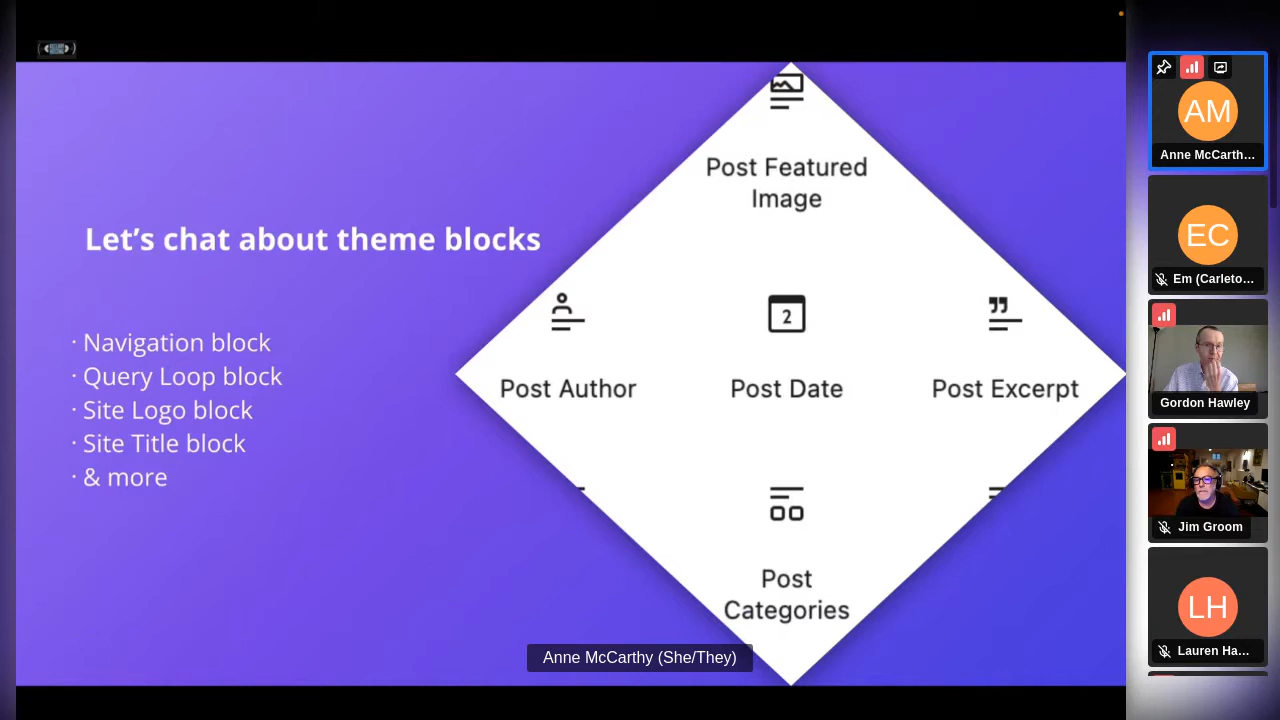 Let's chat about theme blocks
· Navigation block
· Query Loop block
· Site Logo block
· Site Title block
· & more
Post Featured
Image
Post Author
2
Post Date
Post Excerpt
Post
Categories
Anne McCarthy (She/They)
AM
Anne McCarth…
EC
Em (Carleto…
Gordon Hawley
Jim Groom
LH
Lauren Ha…